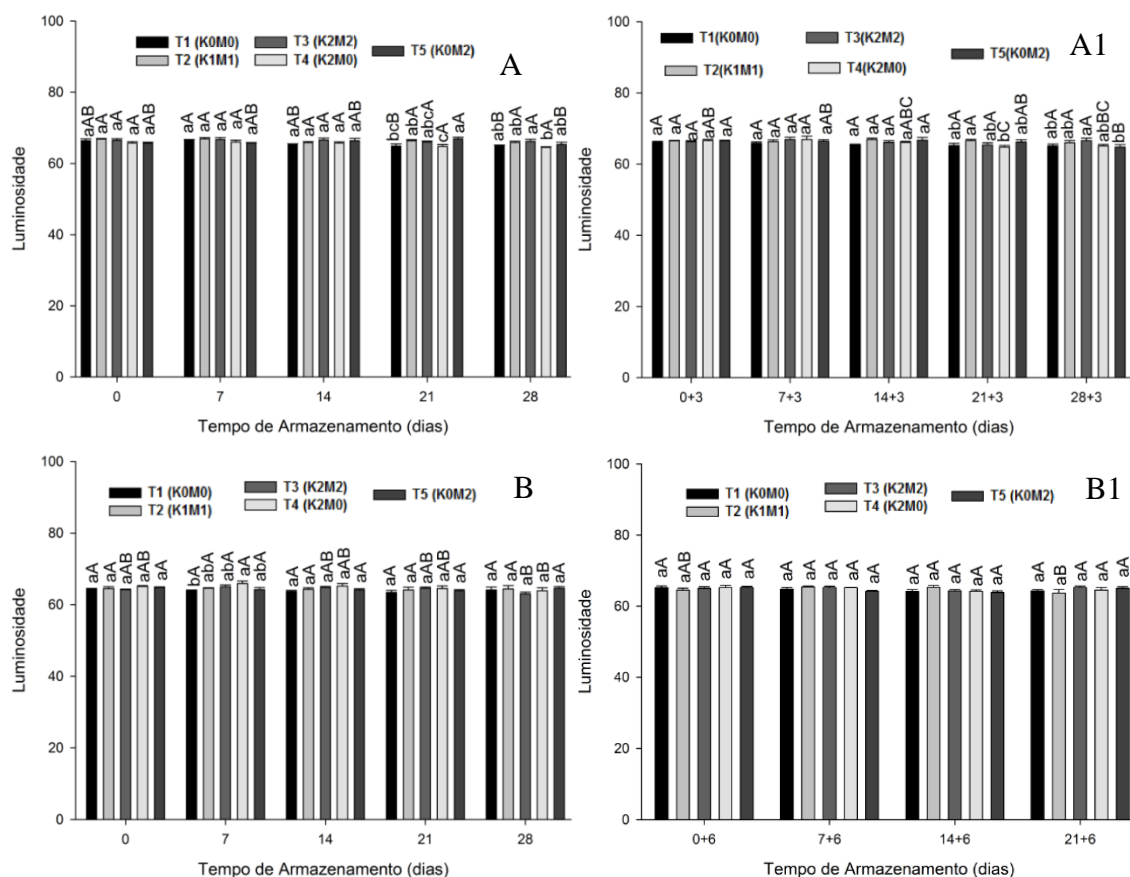 A
T1 (K0M0) T3 (K2M2) T5 (K0M2)
T2 (K1M1) T4 (K2M0)
Luminosidade
100
80
60
40
20
0
aAB aA aA aA aAB
aA aA aA aA aAB
aAB aA aA aA aAB
bcB abA abcA cA aA
abB abA aA bA abB
0 7 14 21 28
Tempo de Armazenamento (dias)
A1
T1(K0M0) T3(K2M2) T5(K0M2)
T2(K1M1) T4(K2M0)
Luminosidade
100
80
60
40
20
0
aA aA aA aAB aA
aA aA aA aA aAB
aA aA aA aABC aA
abA aA abA bC abAB
abA abA aA abBC bB
0+3 7+3 14+3 21+3 28+3
Tempo de Armazenamento (dias)
B
T1 (K0M0) T3 (K2M2) T5 (K0M2)
T2 (K1M1) T4 (K2M0)
Luminosidade
100
80
60
40
20
0
aA aA aAB aAB aA
bA abA abA aA abA
aA aA aAB aAB aA
aA aA aAB aAB aA
aA aA aB aB aA
0 7 14 21 28
Tempo de Armazenamento (dias)
B1
T1 (K0M0) T3 (K2M2) T5 (K0M2)
T2 (K1M1) T4 (K2M0)
Luminosidade
100
80
60
40
20
0
aA aAB aA aA aA
aA aA aA aA aA
aA aA aA aA aA
aA aB aA aA aA
0+6 7+6 14+6 21+6
Tempo de Armazenamento (dias)